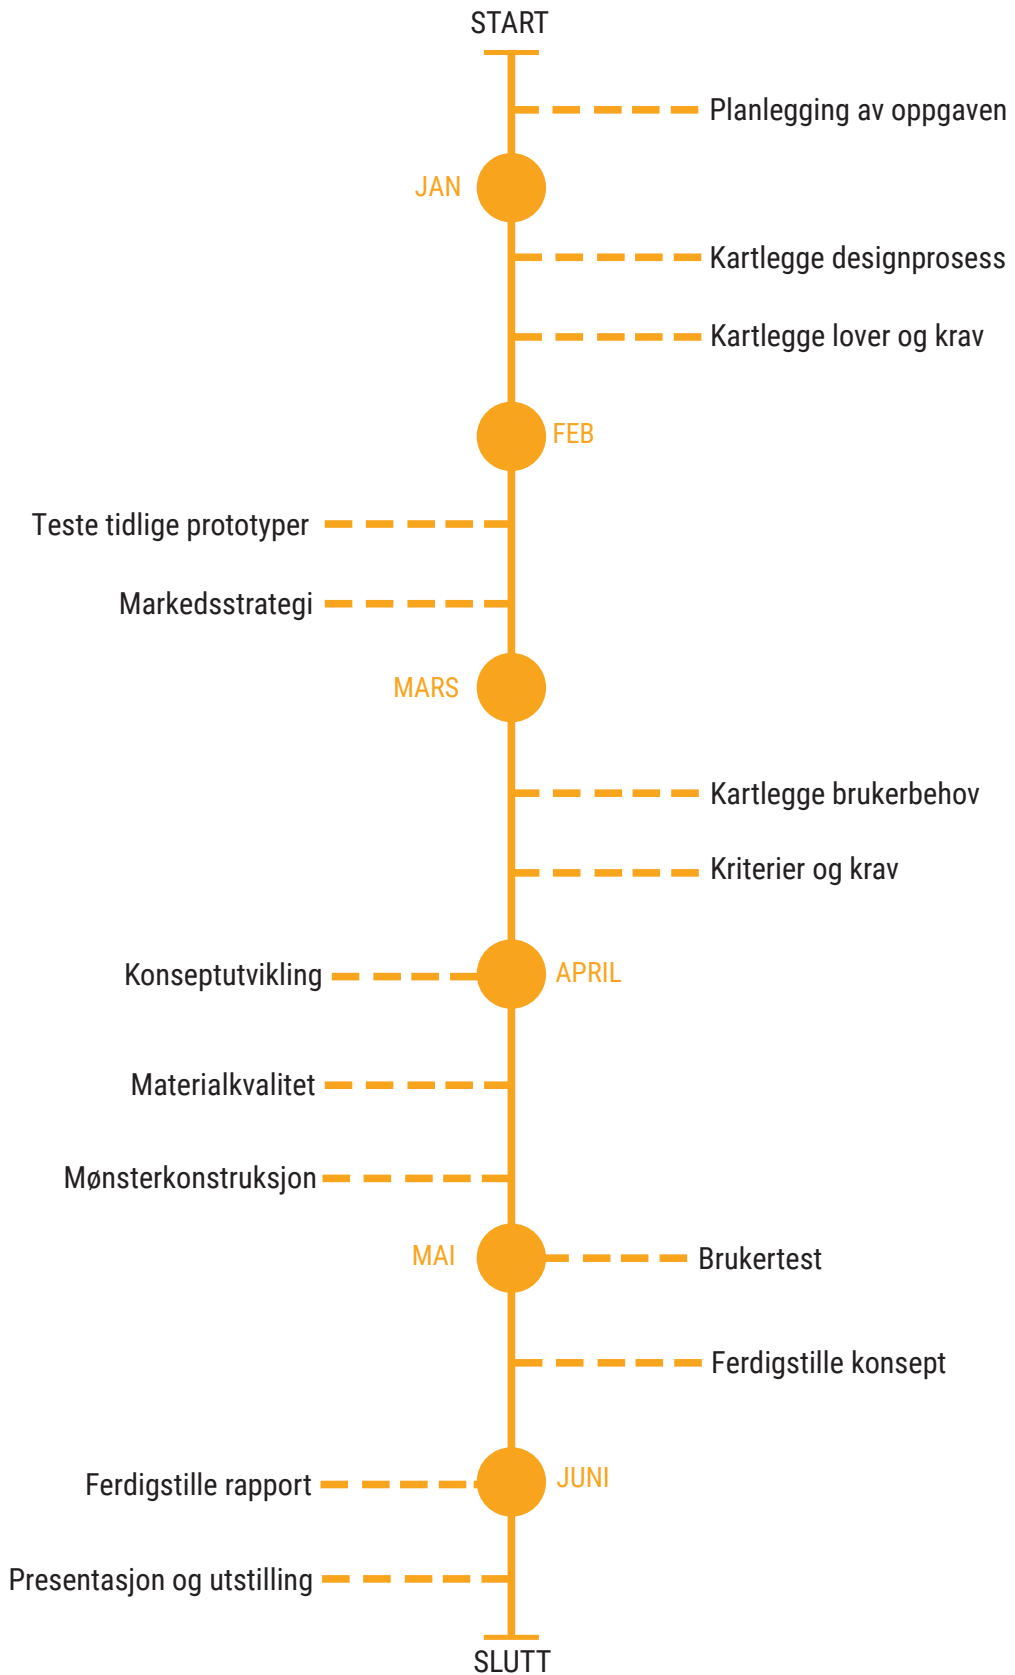 START
Planlegging av oppgaven
JAN
Kartlegge designprosess
Kartlegge lover og krav
FEB
Teste tidlige prototyper
Markedsstrategi
MARS
Kartlegge brukerbehov
Kriterier og krav
Konseptutvikling
APRIL
Materialkvalitet
Mønsterkonstruksjon
MAI
Brukertest
Ferdigstille konsept
Ferdigstille rapport
JUNI
Presentasjon og utstilling
SLUTT